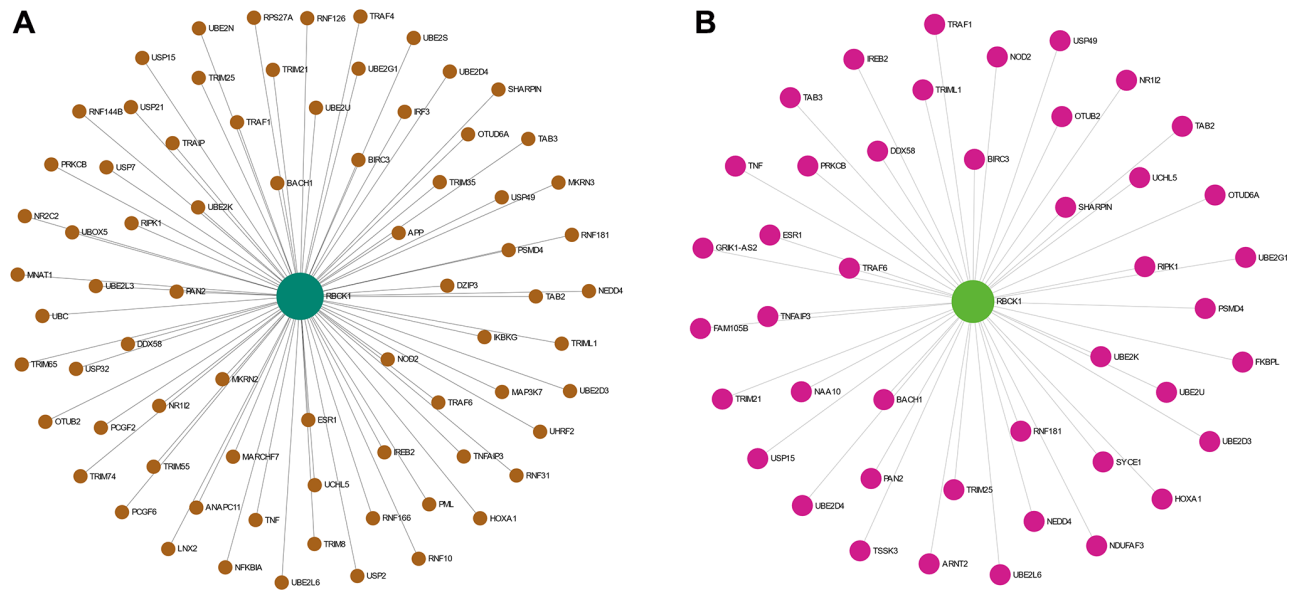 A
B
RPS27A
RNF126
TRAF4
UBE2N
UBE2S
USP15
TRIM21
UBE2G1
UBE2D4
TRIM25
SHARPIN
RNF144B
USP21
UBE2U
IRF3
TRAF1
OTUD6A
TAB3
TRAIP
BIRC3
PRKCB
USP7
BACH1
TRIM35
MKRN3
USP49
UBE2K
NR2C2
RIPK1
UBOX5
APP
RNF181
PSMD4
MNAT1
UBE2L3
PAN2
DZIP3
NEDD4
TAB2
RBCK1
UBC
IKBKG
DDX58
TRIML1
TRIM65
USP32
NOD2
MKRN2
MAP3K7
UBE2D3
NR1I2
TRAF6
OTUB2
PCGF2
ESR1
UHRF2
IREB2
MARCHF7
TNFAIP3
TRIM55
TRIM74
RNF31
UCHL5
PML
ANAPC11
PCGF6
TNF
RNF166
HOXA1
TRIM8
LNX2
RNF10
NFKBIA
USP2
UBE2L6
TRAF1
USP49
NOD2
IREB2
NR1I2
TRIML1
TAB3
OTUB2
TAB2
DDX58
BIRC3
TNF
PRKCB
UCHL5
OTUD6A
SHARPIN
ESR1
GRIK1-AS2
UBE2G1
TRAF6
RIPK1
RBCK1
PSMD4
TNFAIP3
FAM105B
UBE2K
FKBPL
NAA10
UBE2U
TRIM21
BACH1
RNF181
UBE2D3
USP15
SYCE1
PAN2
TRIM25
HOXA1
UBE2D4
NEDD4
NDUFAF3
TSSK3
ARNT2
UBE2L6